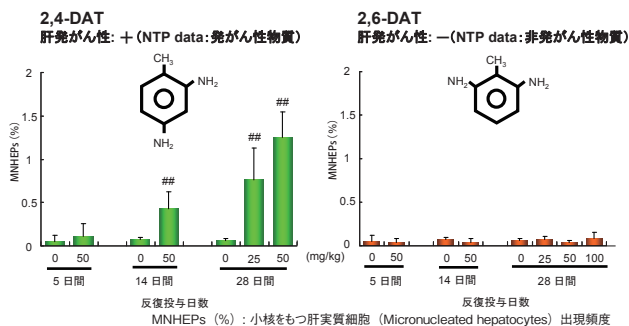 2,4-DAT
肝発がん性: ＋(NTP data：発がん性物質)
CH₃
NH₂
NH₂
MNHEPs (%)
2
1.5
1
0.5
0
##
##
##
0 50 0 50 0 25 50 (mg/kg)
5 日間 14 日間 28 日間
反復投与日数
2,6-DAT
肝発がん性: －(NTP data：非発がん性物質)
CH₃
NH₂ NH₂
MNHEPs (%)
2
1.5
1
0.5
0
0 50 0 50 0 25 50 100
5 日間 14 日間 28 日間
反復投与日数
MNHEPs (%) : 小核をもつ肝実質細胞 (Micronucleated hepatocytes) 出現頻度